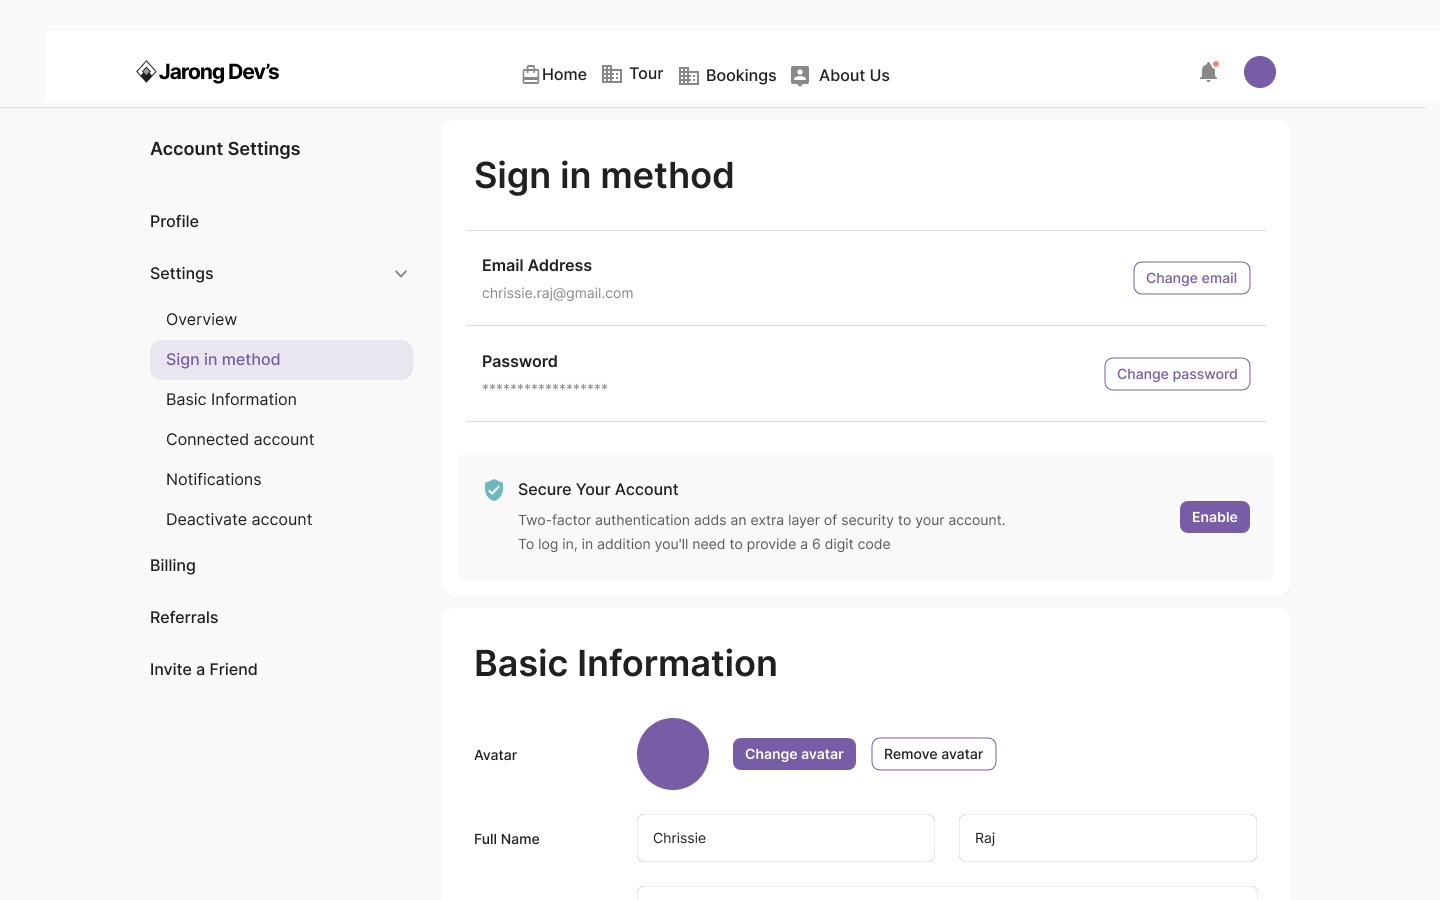 Jarong Dev's
Home
Tour
Bookings
About Us
Account Settings
Profile
Settings
Overview
Sign in method
Basic Information
Connected account
Notifications
Deactivate account
Billing
Referrals
Invite a Friend
Sign in method
Email Address
chrissie.raj@gmail.com
Change email
Password
******************
Change password
Secure Your Account
Two-factor authentication adds an extra layer of security to your account.
To log in, in addition you'll need to provide a 6 digit code
Enable
Basic Information
Avatar
Change avatar
Remove avatar
Full Name
Chrissie
Raj